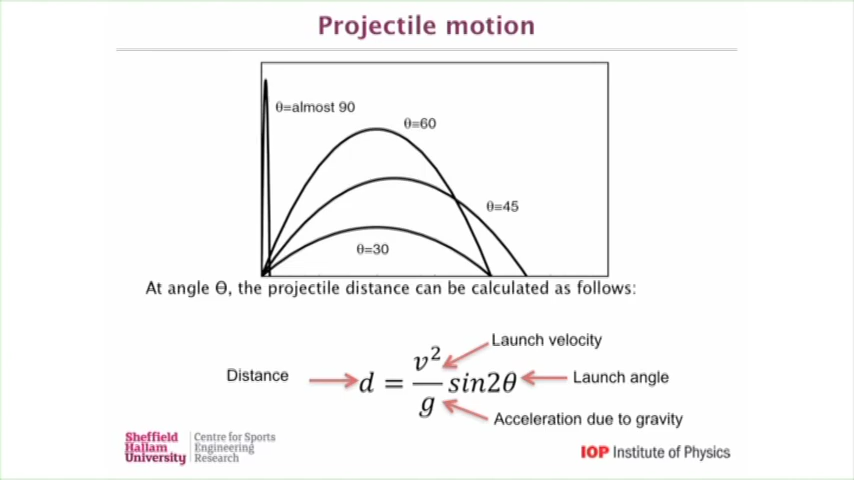 Projectile motion
θ=almost 90
θ=60
θ=45
θ=30
At angle Θ, the projectile distance can be calculated as follows:
Launch velocity
Distance
d = v²/g sin2θ
Launch angle
Acceleration due to gravity
Sheffield
Hallam
University
Centre for Sports
Engineering
Research
IOP Institute of Physics